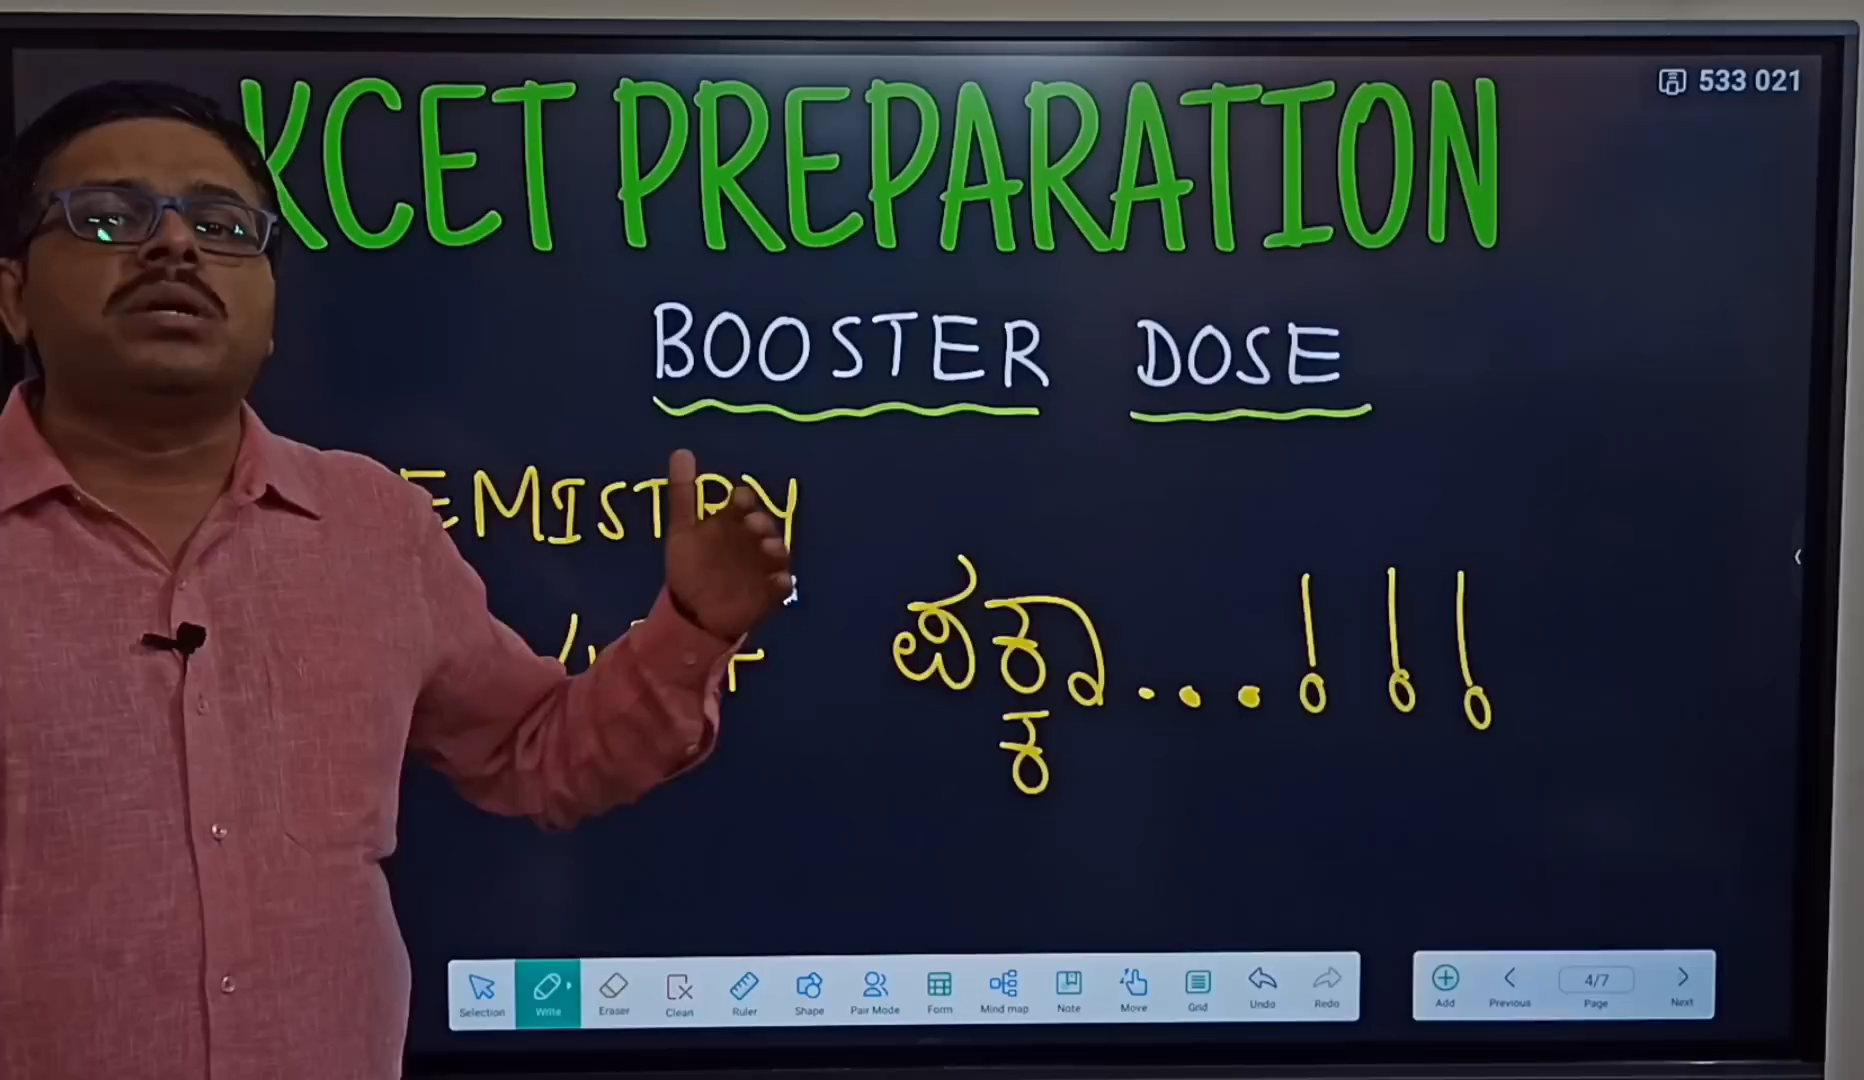 533 021
KCET PREPARATION
BOOSTER DOSE
EMISTRY
ಪಕ್ಕಾ...!!!
Selection Write Eraser Clean Ruler Shape Pair Mode Form Mind map Note Move Grid Undo Redo
Add Previous 4/7 Page Next